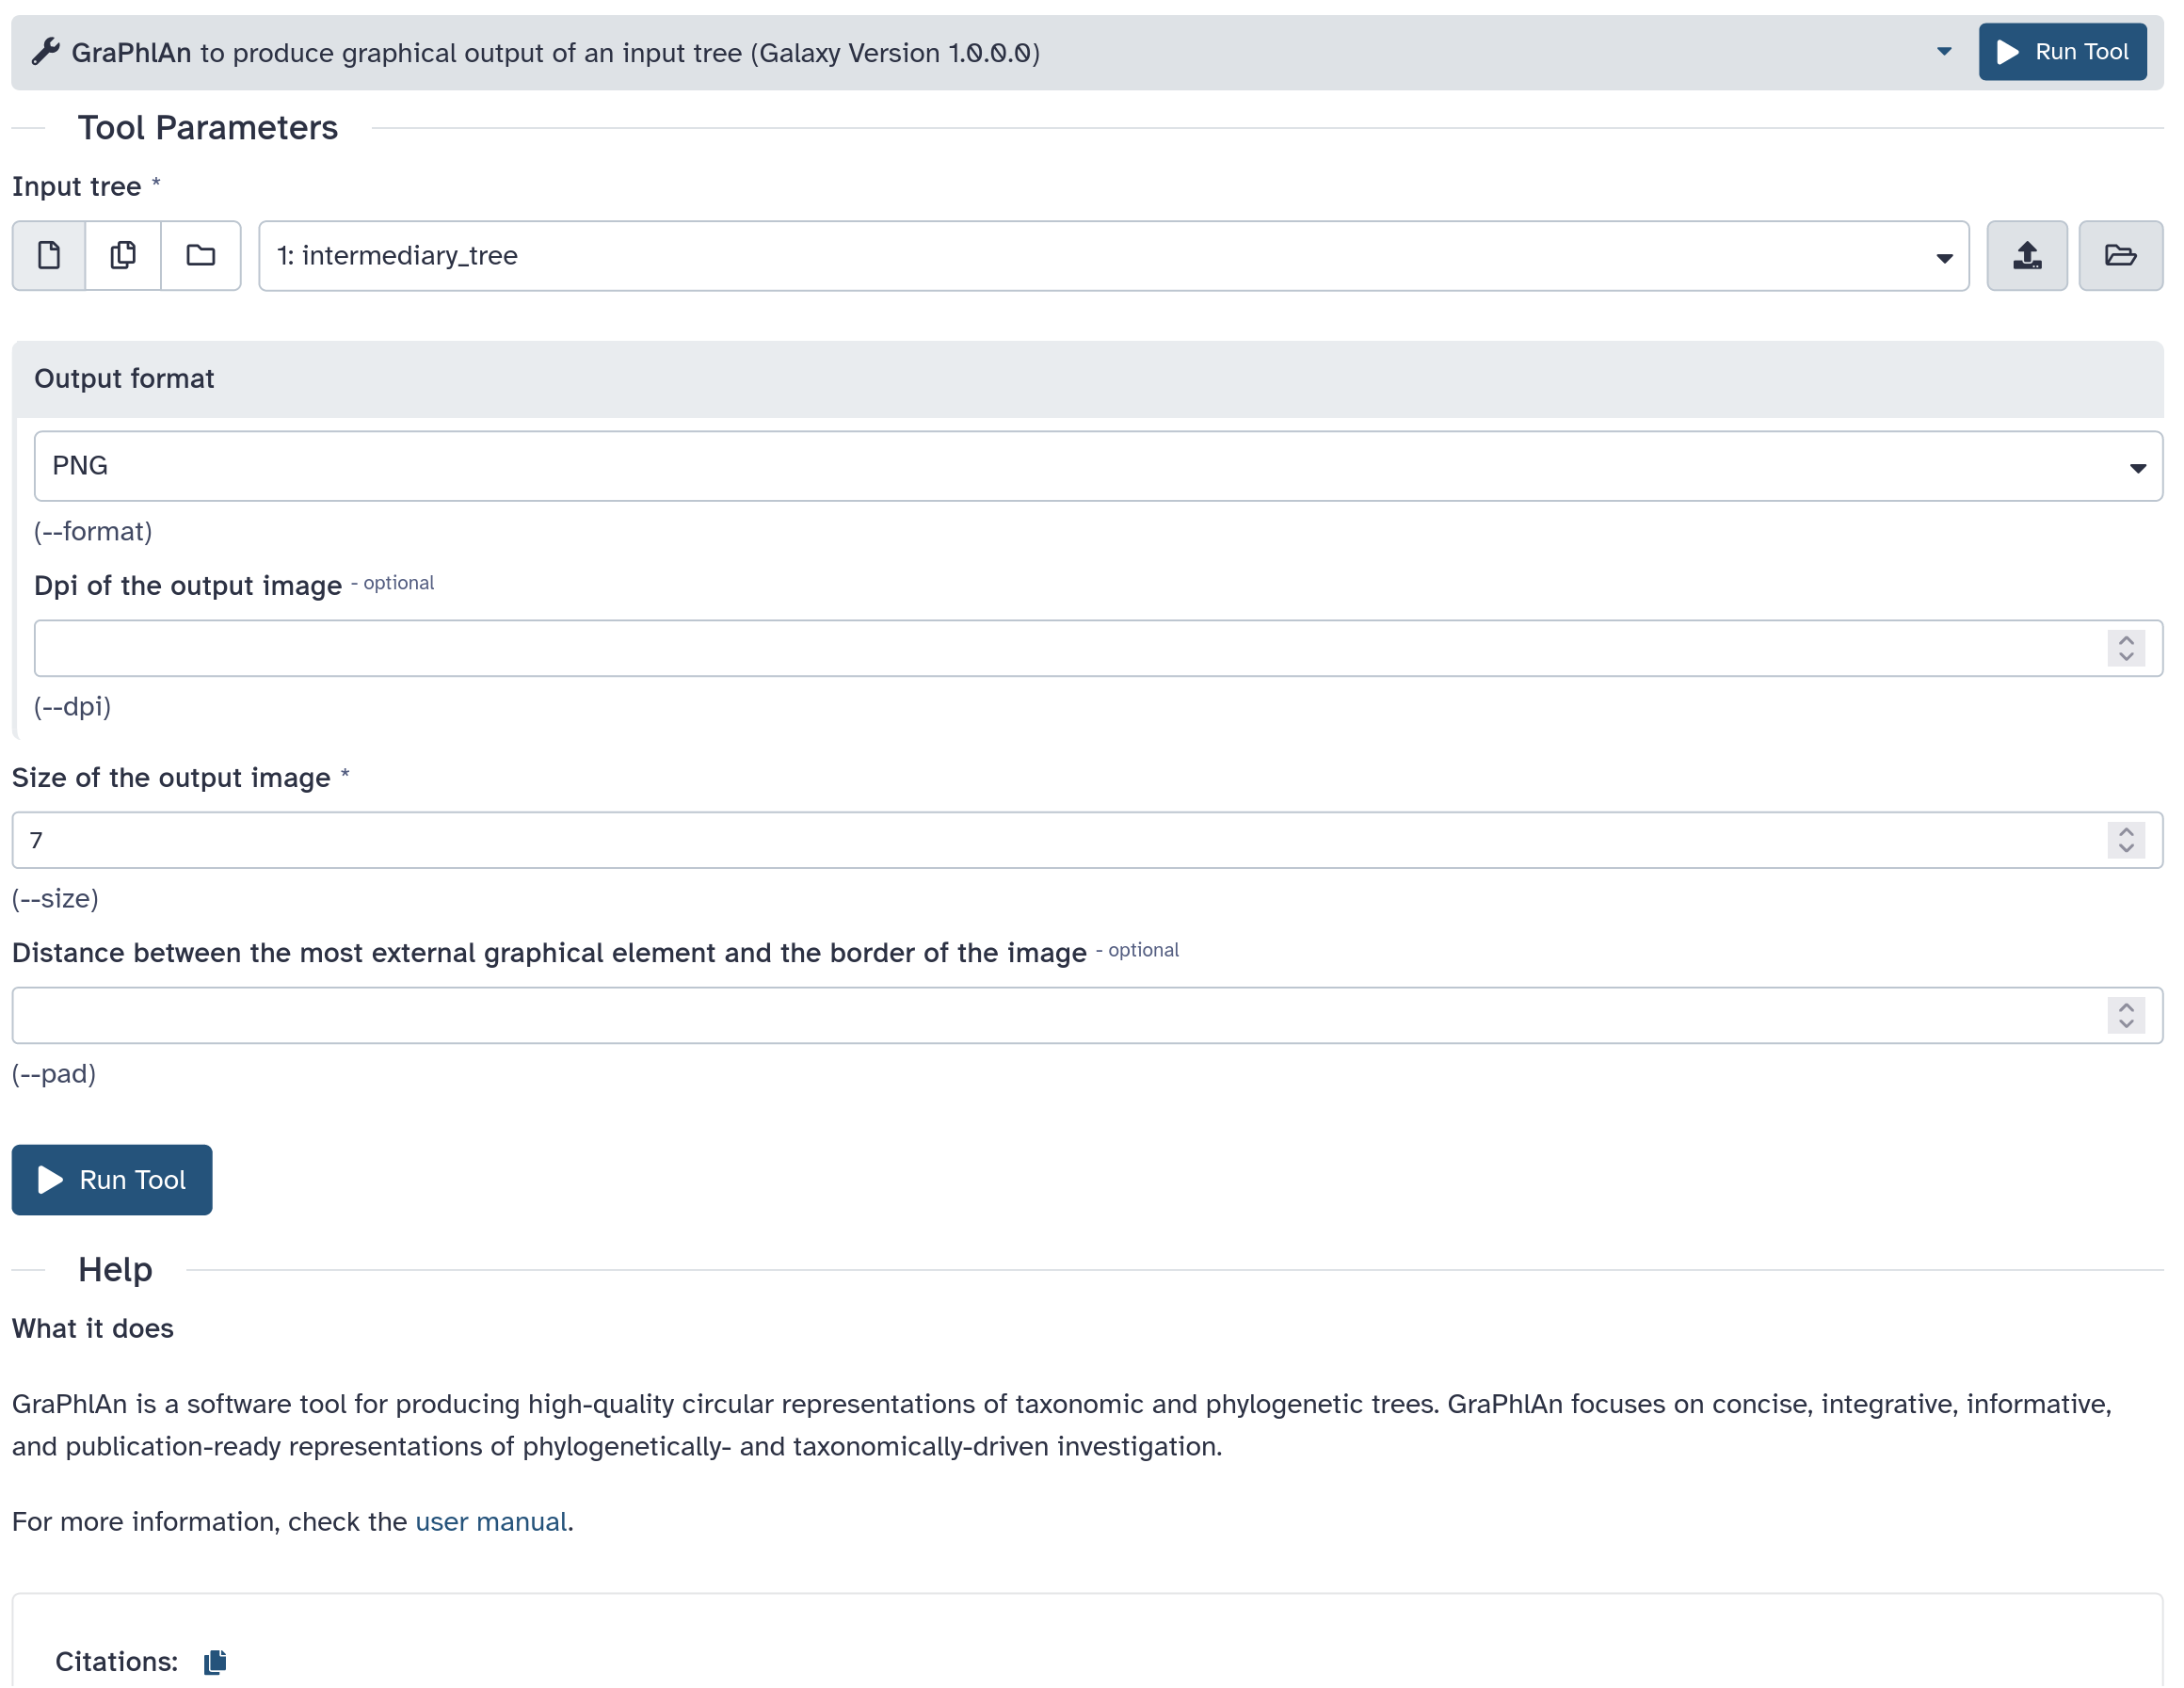 GraPhlAn to produce graphical output of an input tree (Galaxy Version 1.0.0.0)
Run Tool
Tool Parameters
Input tree *
1: intermediary_tree
Output format
PNG
(--format)
Dpi of the output image - optional
(--dpi)
Size of the output image *
7
(--size)
Distance between the most external graphical element and the border of the image - optional
(--pad)
Run Tool
Help
What it does
GraPhlAn is a software tool for producing high-quality circular representations of taxonomic and phylogenetic trees. GraPhlAn focuses on concise, integrative, informative,
and publication-ready representations of phylogenetically- and taxonomically-driven investigation.
For more information, check the user manual.
Citations: